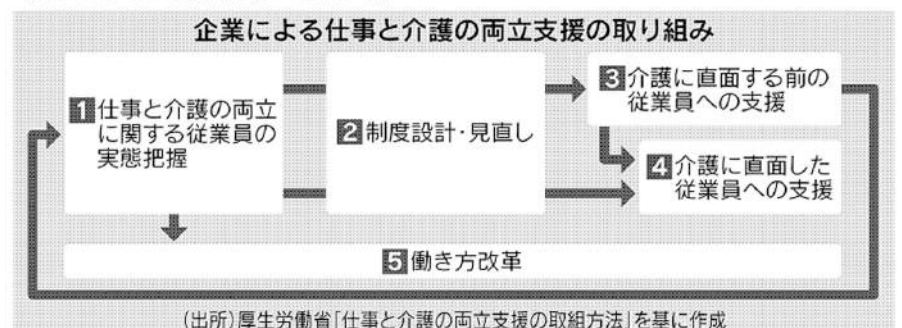 企業による仕事と介護の両立支援の取り組み
1 仕事と介護の両立
に関する従業員の
実態把握
2 制度設計・見直し
3 介護に直面する前の
従業員への支援
4 介護に直面した
従業員への支援
5 働き方改革
(出所)厚生労働省「仕事と介護の両立支援の取組方法」を基に作成